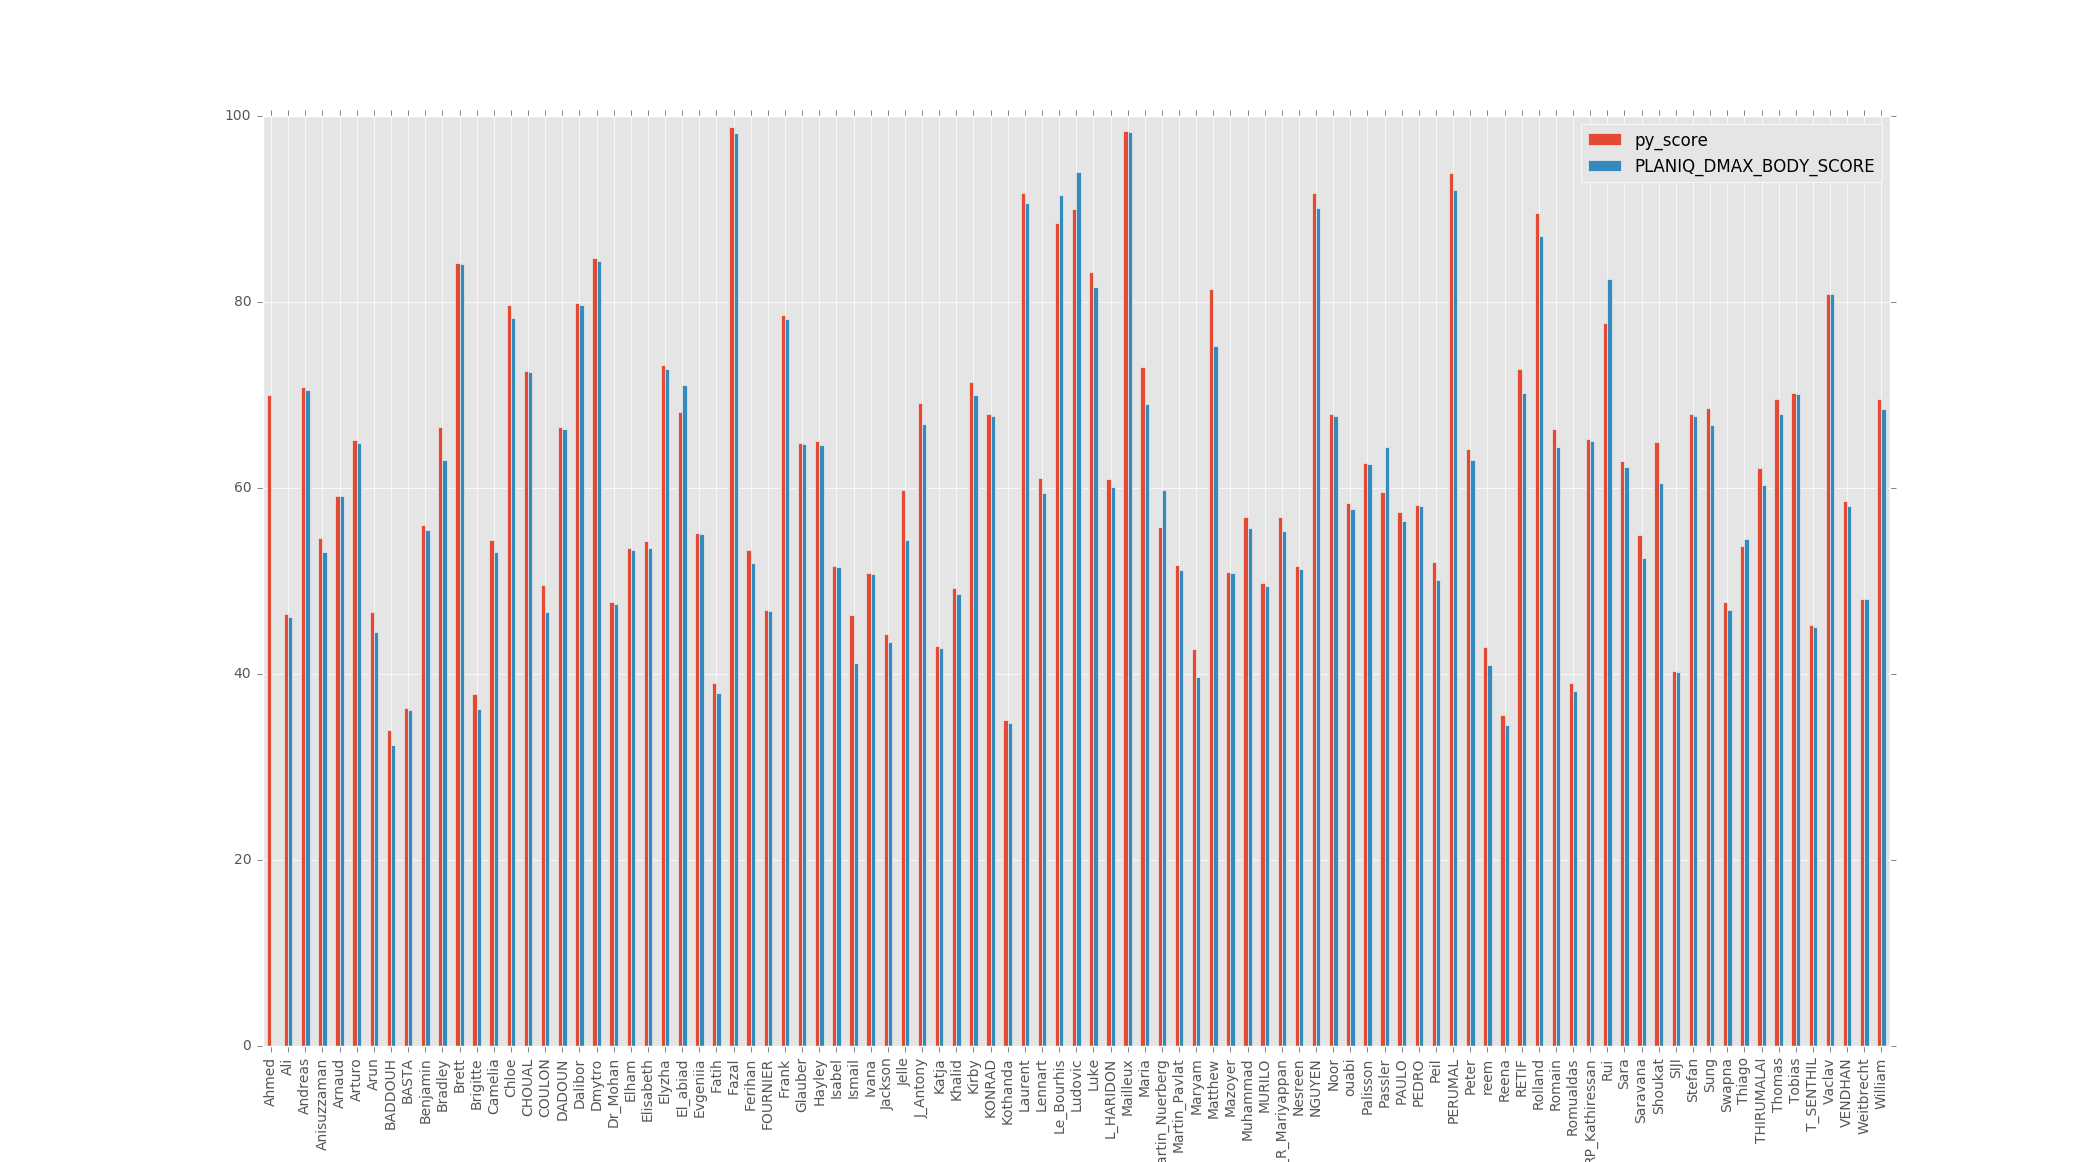 100
80
60
40
20
0
py_score
PLANIQ_DMAX_BODY_SCORE
Ahmed
Ali
Andreas
Anisuzzaman
Arnaud
Arturo
Arun
BADDOUH
BASTA
Benjamin
Bradley
Brett
Brigitte
Camelia
Chloe
CHOUAL
COULON
DADOUN
Dalibor
Dmytro
Dr_Mohan
Elham
Elisabeth
Elyzha
El_abiad
Evgeniia
Fatih
Fazal
Ferihan
FOURNIER
Frank
Glauber
Hayley
Isabel
Ismail
Ivana
Jackson
Jelle
J_Antony
Katja
Khalid
Kirby
KONRAD
Kothanda
Laurent
Lennart
Le_Bourhis
Ludovic
Luke
L_HARIDON
Mailleux
Maria
artin_Nuerberg
Martin_Pavlat
Maryam
Matthew
Mazoyer
Muhammad
MURILO
_R_Mariyappan
Nesreen
NGUYEN
Noor
ouabi
Palisson
Passler
PAULO
PEDRO
Peil
PERUMAL
Peter
reem
Reena
RETIF
Rolland
Romain
Romualdas
RP_Kathiressan
Rui
Sara
Saravana
Shoukat
SIJI
Stefan
Sung
Swapna
Thiago
THIRUMALAI
Thomas
Tobias
T_SENTHIL
Vaclav
VENDHAN
Weitbrecht
William